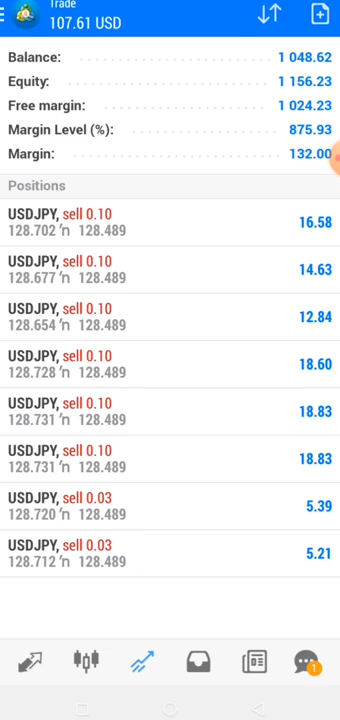 Trade
107.61 USD
Balance: 1 048.62
Equity: 1 156.23
Free margin: 1 024.23
Margin Level (%): 875.93
Margin: 132.00
Positions
USDJPY, sell 0.10
128.702 'n 128.489 16.58
USDJPY, sell 0.10
128.677 'n 128.489 14.63
USDJPY, sell 0.10
128.654 'n 128.489 12.84
USDJPY, sell 0.10
128.728 'n 128.489 18.60
USDJPY, sell 0.10
128.731 'n 128.489 18.83
USDJPY, sell 0.10
128.731 'n 128.489 18.83
USDJPY, sell 0.03
128.720 'n 128.489 5.39
USDJPY, sell 0.03
128.712 'n 128.489 5.21
1